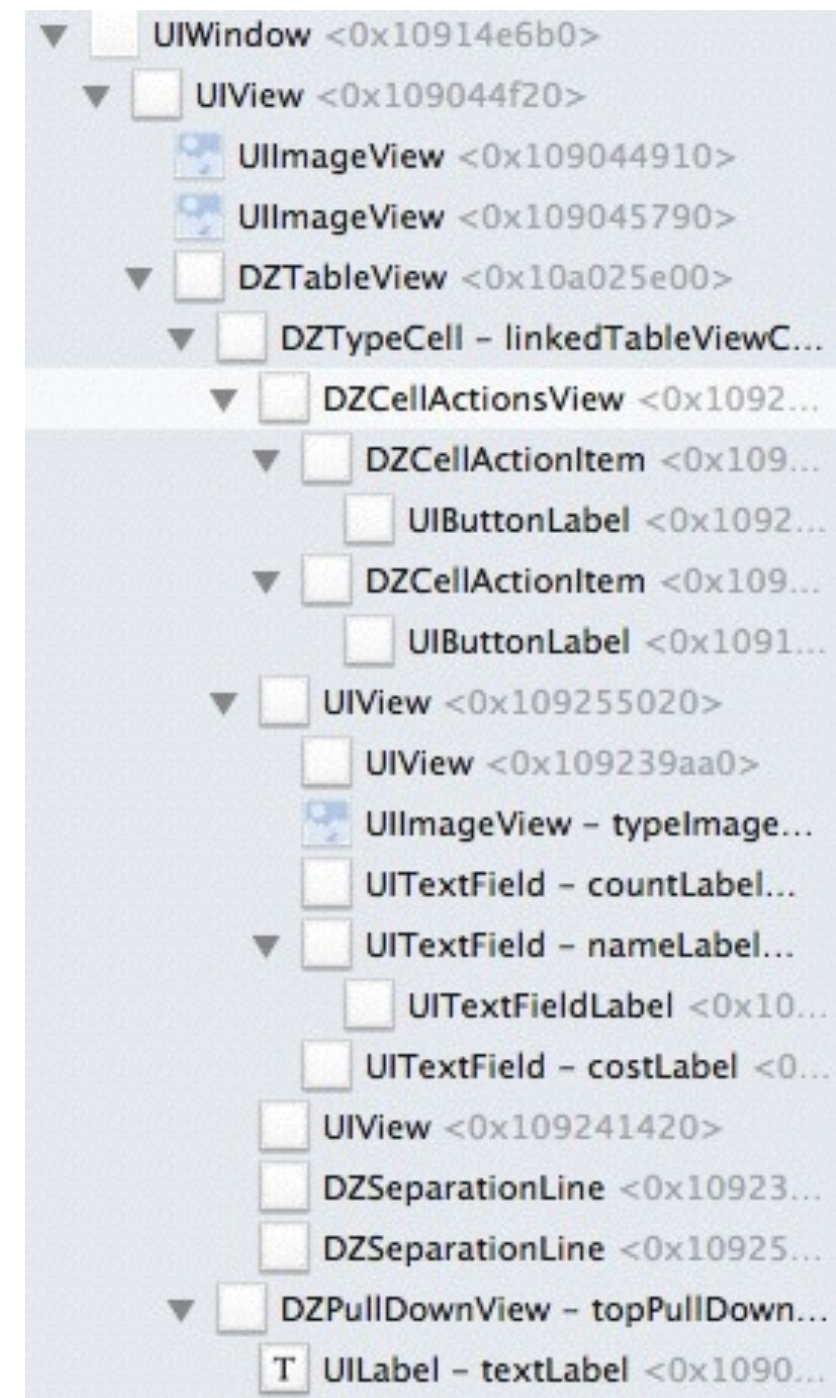 UIWindow <0x10914e6b0>
UIView <0x109044f20>
UIImageView <0x109044910>
UIImageView <0x109045790>
DZTableView <0x10a025e00>
DZTypeCell – linkedTableViewC...
DZCellActionsView <0x1092...
DZCellActionItem <0x109...
UIButtonLabel <0x1092...
DZCellActionItem <0x109...
UIButtonLabel <0x1091...
UIView <0x109255020>
UIView <0x109239aa0>
UIImageView – typeImage...
UITextField – countLabel...
UITextField – nameLabel...
UITextFieldLabel <0x10...
UITextField – costLabel <0...
UIView <0x109241420>
DZSeparationLine <0x10923...
DZSeparationLine <0x10925...
DZPullDownView – topPullDown...
T UILabel – textLabel <0x1090...